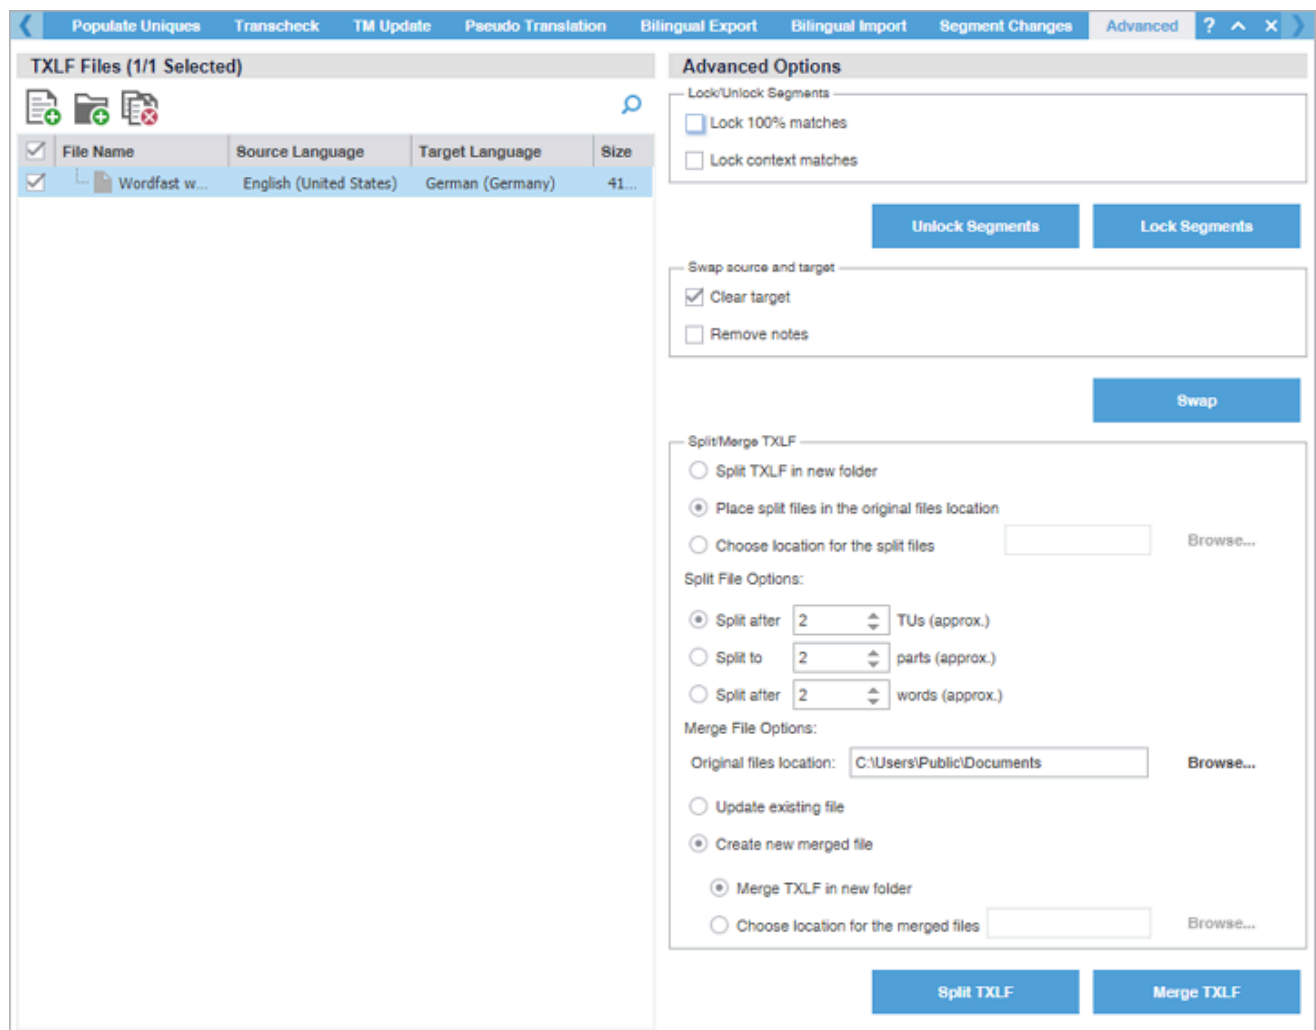 Populate Uniques Transcheck TM Update Pseudo Translation Bilingual Export Bilingual Import Segment Changes Advanced ?
TXLF Files (1/1 Selected)
File Name Source Language Target Language Size
Wordfast w... English (United States) German (Germany) 41...
Advanced Options
Lock/Unlock Segments
Lock 100% matches
Lock context matches
Unlock Segments Lock Segments
Swap source and target
Clear target
Remove notes
Swap
Split/Merge TXLF
Split TXLF in new folder
Place split files in the original files location
Choose location for the split files Browse...
Split File Options:
Split after 2 TUs (approx.)
Split to 2 parts (approx.)
Split after 2 words (approx.)
Merge File Options:
Original files location: C:\Users\Public\Documents Browse...
Update existing file
Create new merged file
Merge TXLF in new folder
Choose location for the merged files Browse...
Split TXLF Merge TXLF